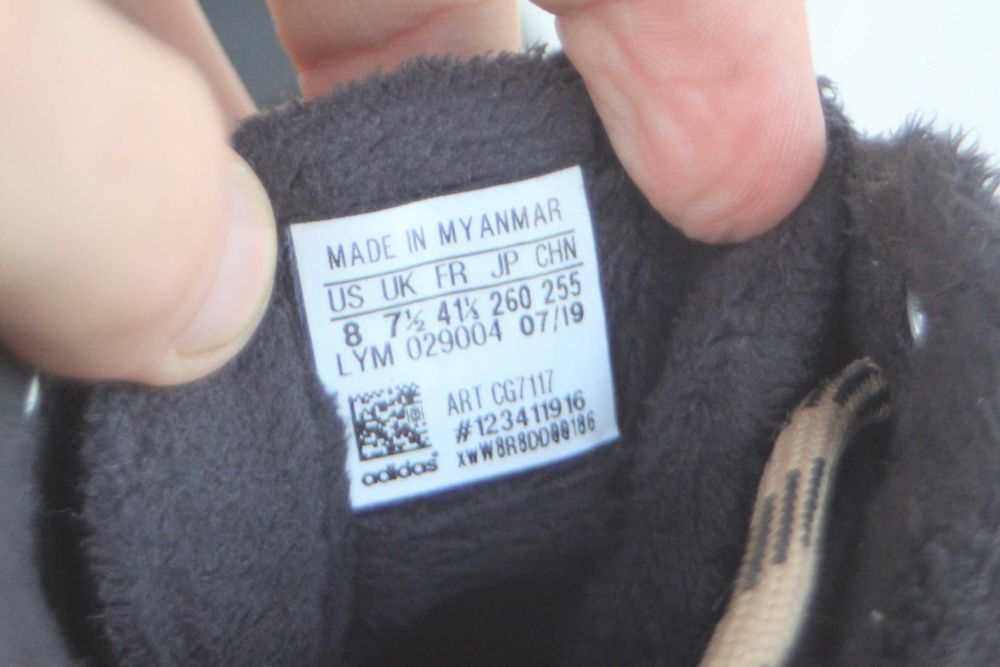 MADE IN MYANMAR
US UK FR JP CHN
8 7½ 41⅓ 260 255
LYM 029004 07/19
ART CG7117
#123411916
adidas